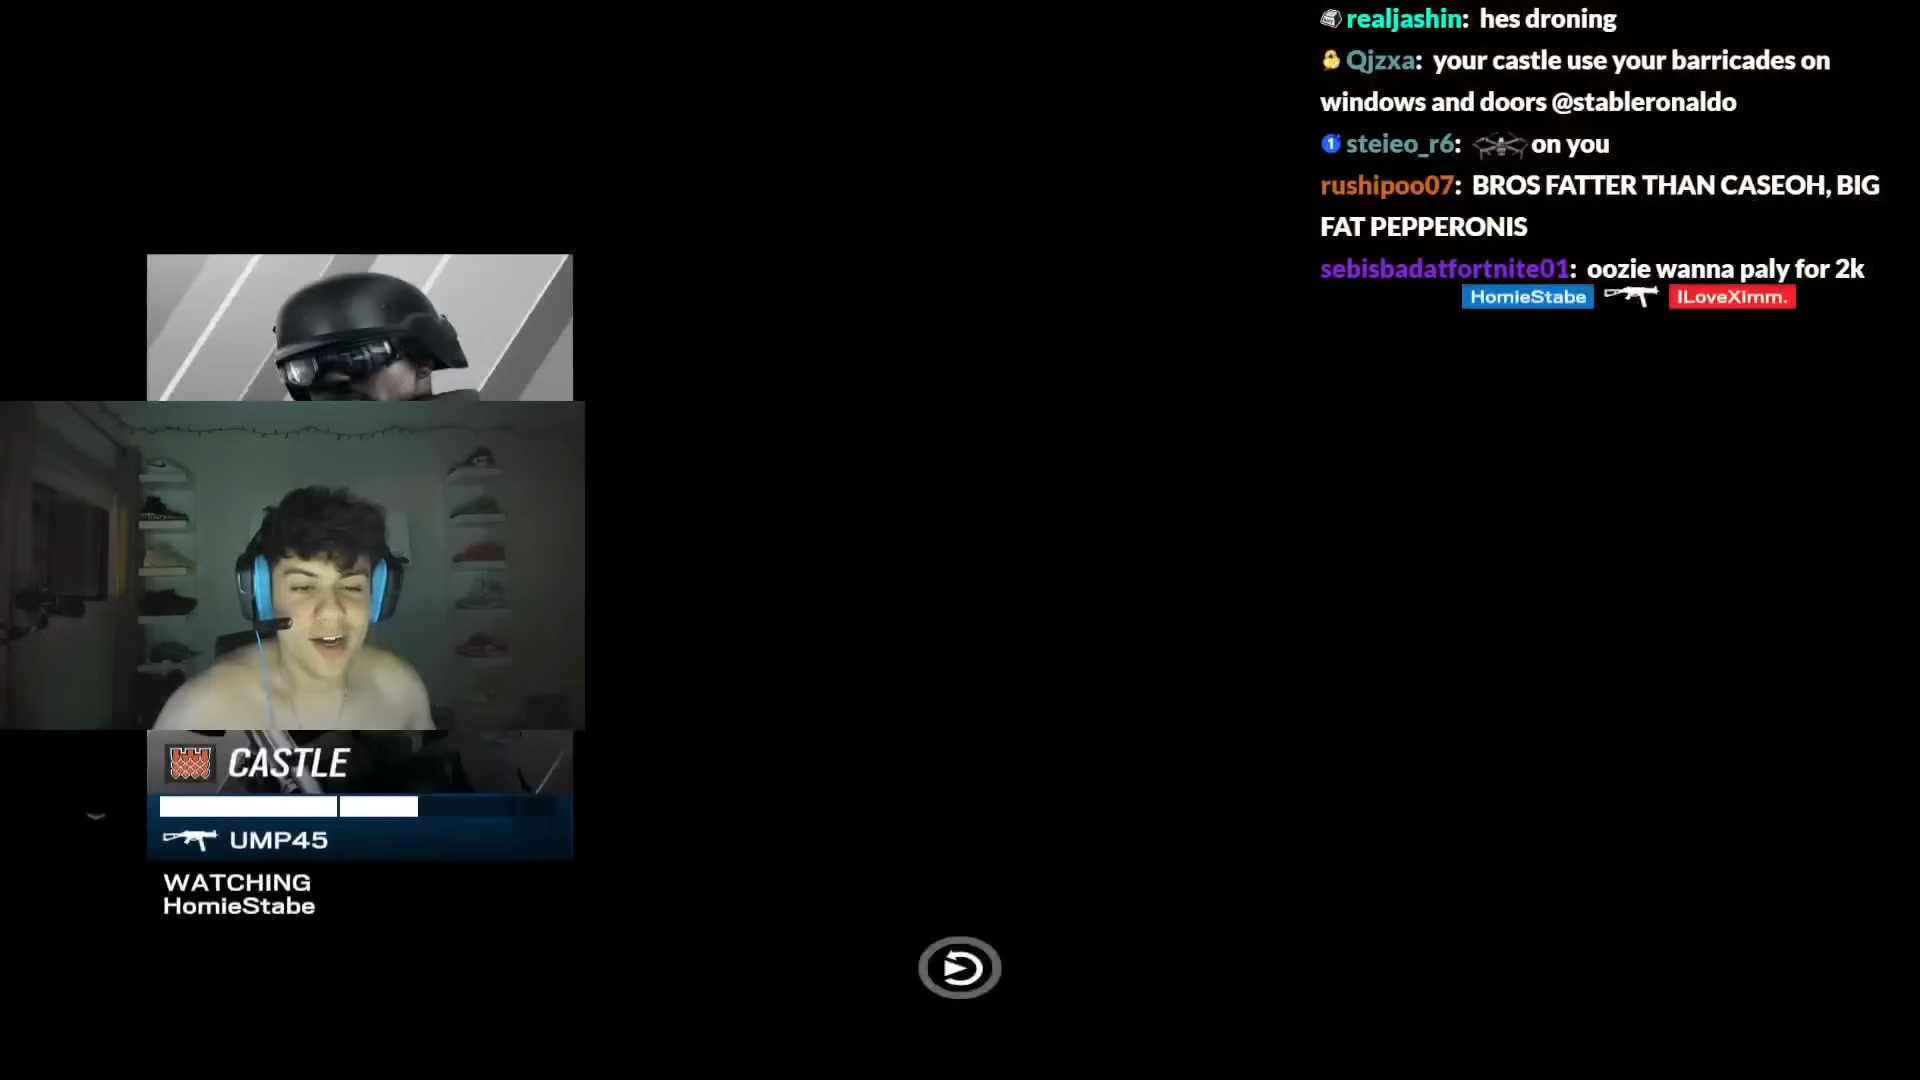 realjashin: hes droning
Qjzxa: your castle use your barricades on
windows and doors @stableronaldo
1 steieo_r6: on you
rushipoo07: BROS FATTER THAN CASEOH, BIG
FAT PEPPERONIS
sebisbadatfortnite01: oozie wanna paly for 2k
HomieStabe ILoveXImm.
CASTLE
UMP45
WATCHING
HomieStabe